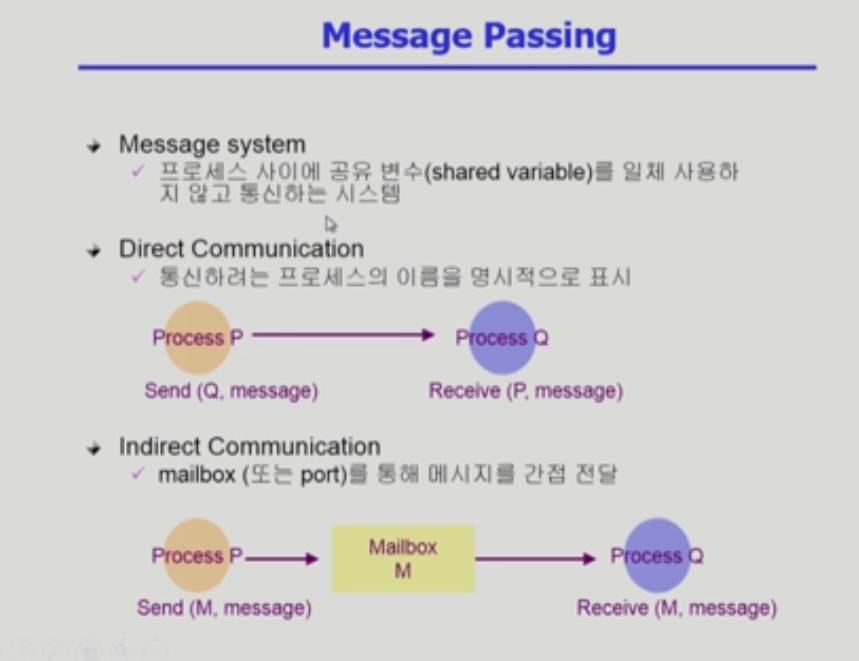 Message Passing
Message system
프로세스 사이에 공유 변수(shared variable)를 일체 사용하
지 않고 통신하는 시스템
Direct Communication
통신하려는 프로세스의 이름을 명시적으로 표시
Process P
Process Q
Send (Q, message)
Receive (P, message)
Indirect Communication
mailbox (또는 port)를 통해 메시지를 간접 전달
Process P
Mailbox
M
Process Q
Send (M, message)
Receive (M, message)